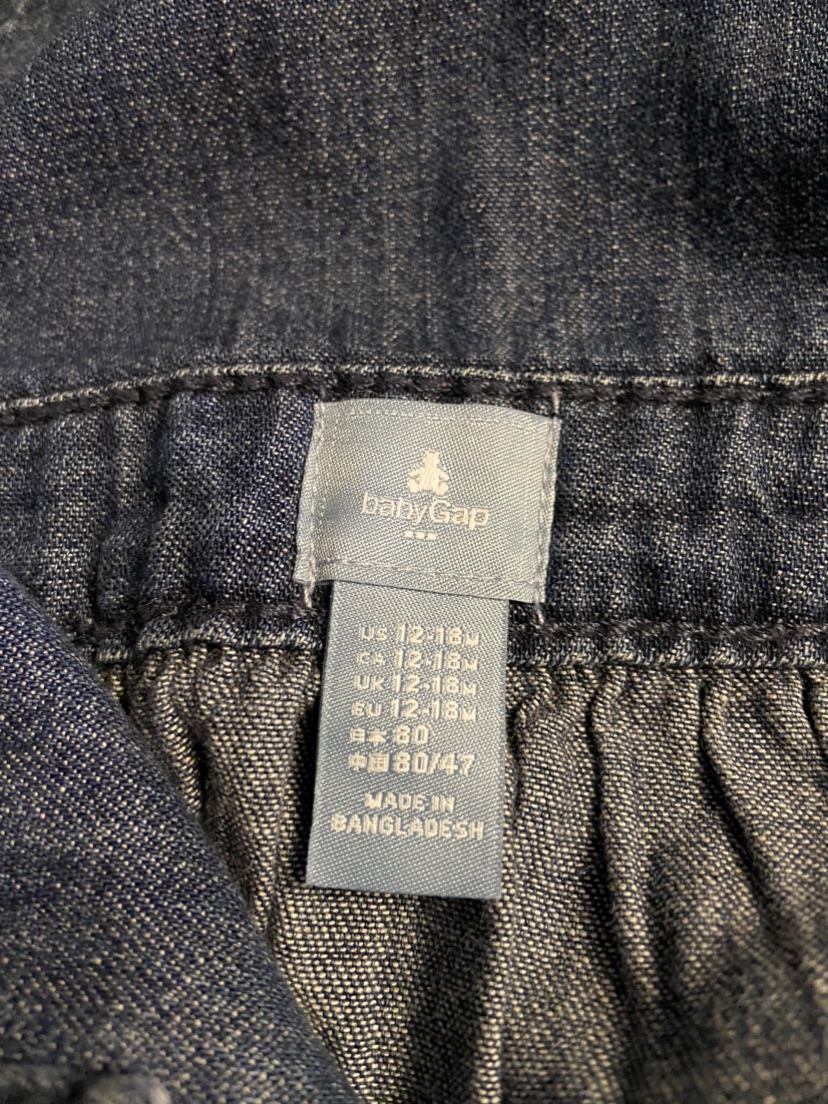 babyGap
US 12-18M
CA 12-18M
UK 12-18M
EU 12-18M
日本 80
中国 80/47
MADE IN
BANGLADESH